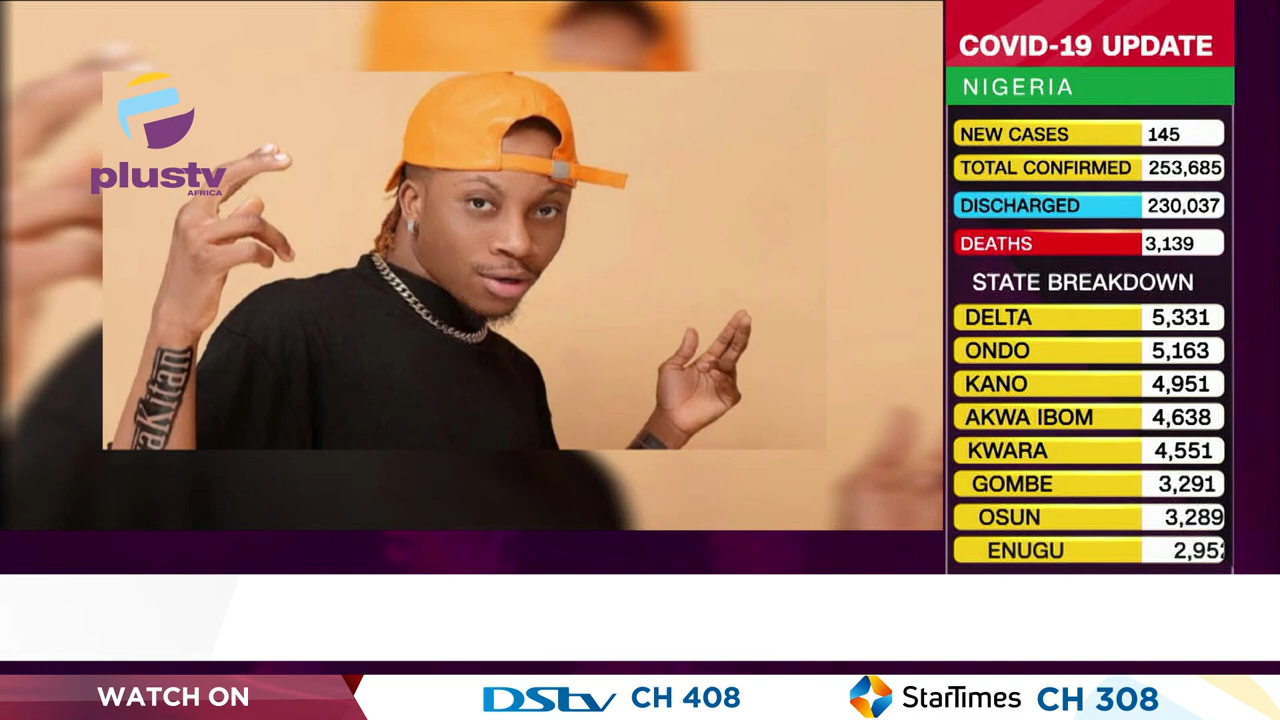 plustv
AFRICA
COVID-19 UPDATE
NIGERIA
NEW CASES 145
TOTAL CONFIRMED 253,685
DISCHARGED 230,037
DEATHS 3,139
STATE BREAKDOWN
DELTA 5,331
ONDO 5,163
KANO 4,951
AKWA IBOM 4,638
KWARA 4,551
GOMBE 3,291
OSUN 3,289
ENUGU 2,952
WATCH ON DStv CH 408 StarTimes CH 308